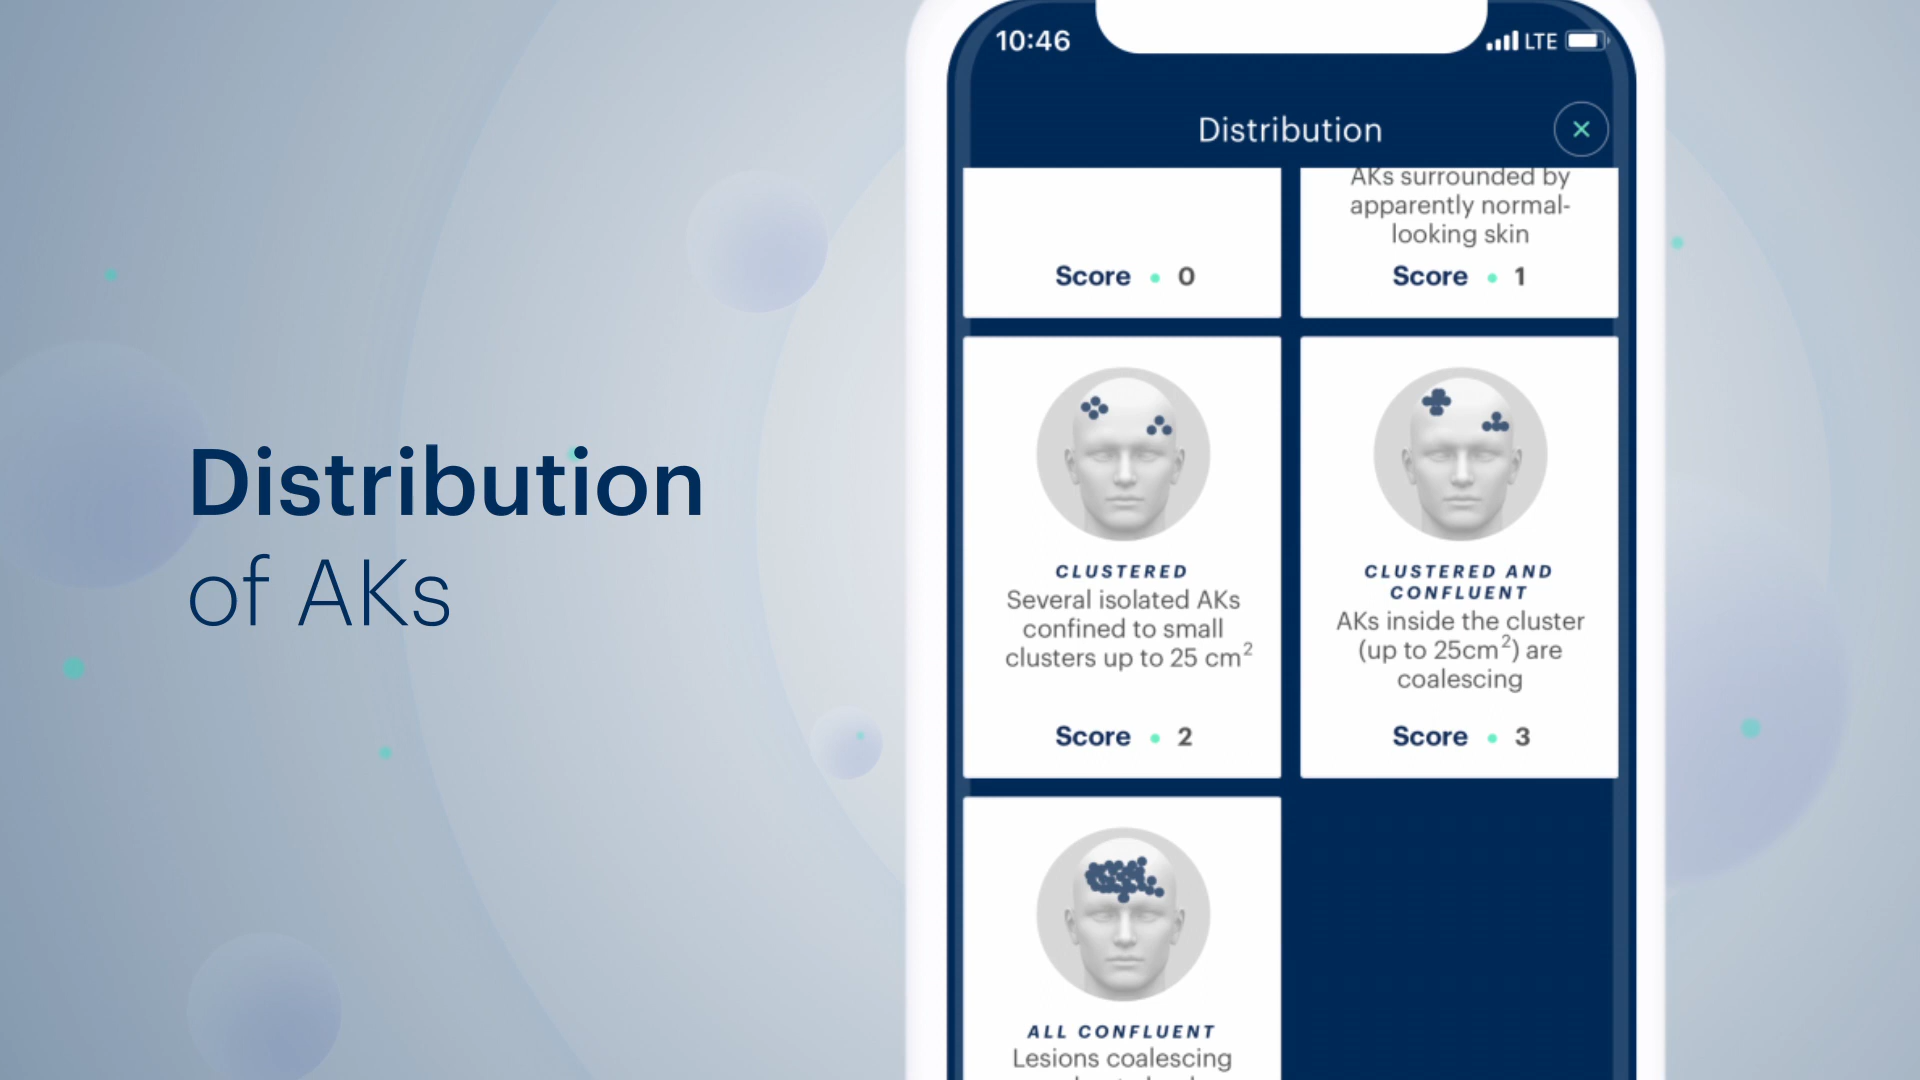 Distribution
of AKs
10:46
LTE
Distribution
AKs surrounded by
apparently normal-
looking skin
Score • 0
Score • 1
CLUSTERED
Several isolated AKs
confined to small
clusters up to 25 cm²
Score • 2
CLUSTERED AND
CONFLUENT
AKs inside the cluster
(up to 25cm²) are
coalescing
Score • 3
ALL CONFLUENT
Lesions coalescing